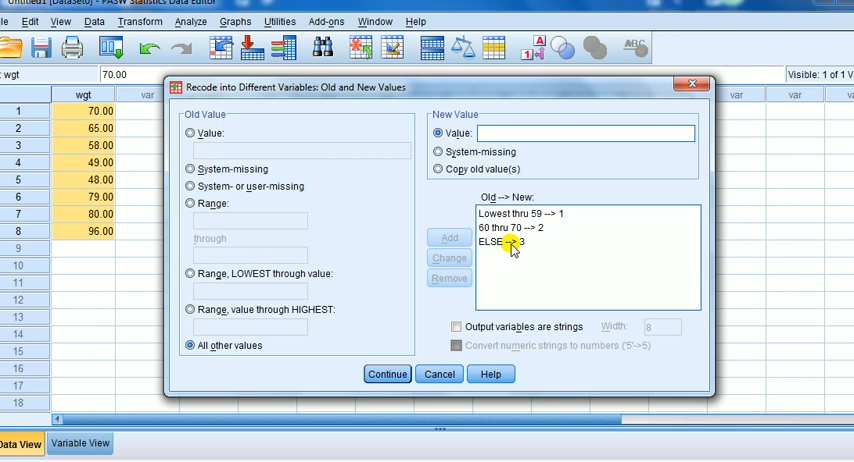 Untitled1 [DataSet0] - PASW Statistics Data Editor
ile Edit View Data Transform Analyze Graphs Utilities Add-ons Window Help
: wgt 70.00 Visible: 1 of 1 V
wgt var var var va
1 70.00
2 65.00
3 58.00
4 49.00
5 48.00
6 79.00
7 80.00
8 96.00
9
10
11
12
13
14
15
16
17
18
Recode into Different Variables: Old and New Values
Old Value
Value:
System-missing
System- or user-missing
Range:
through
Range, LOWEST through value:
Range, value through HIGHEST:
All other values
New Value
Value:
System-missing
Copy old value(s)
Old --> New:
Lowest thru 59 --> 1
60 thru 70 --> 2
ELSE --> 3
Add
Change
Remove
Output variables are strings Width: 8
Convert numeric strings to numbers ('5'->5)
Continue Cancel Help
Data View Variable View